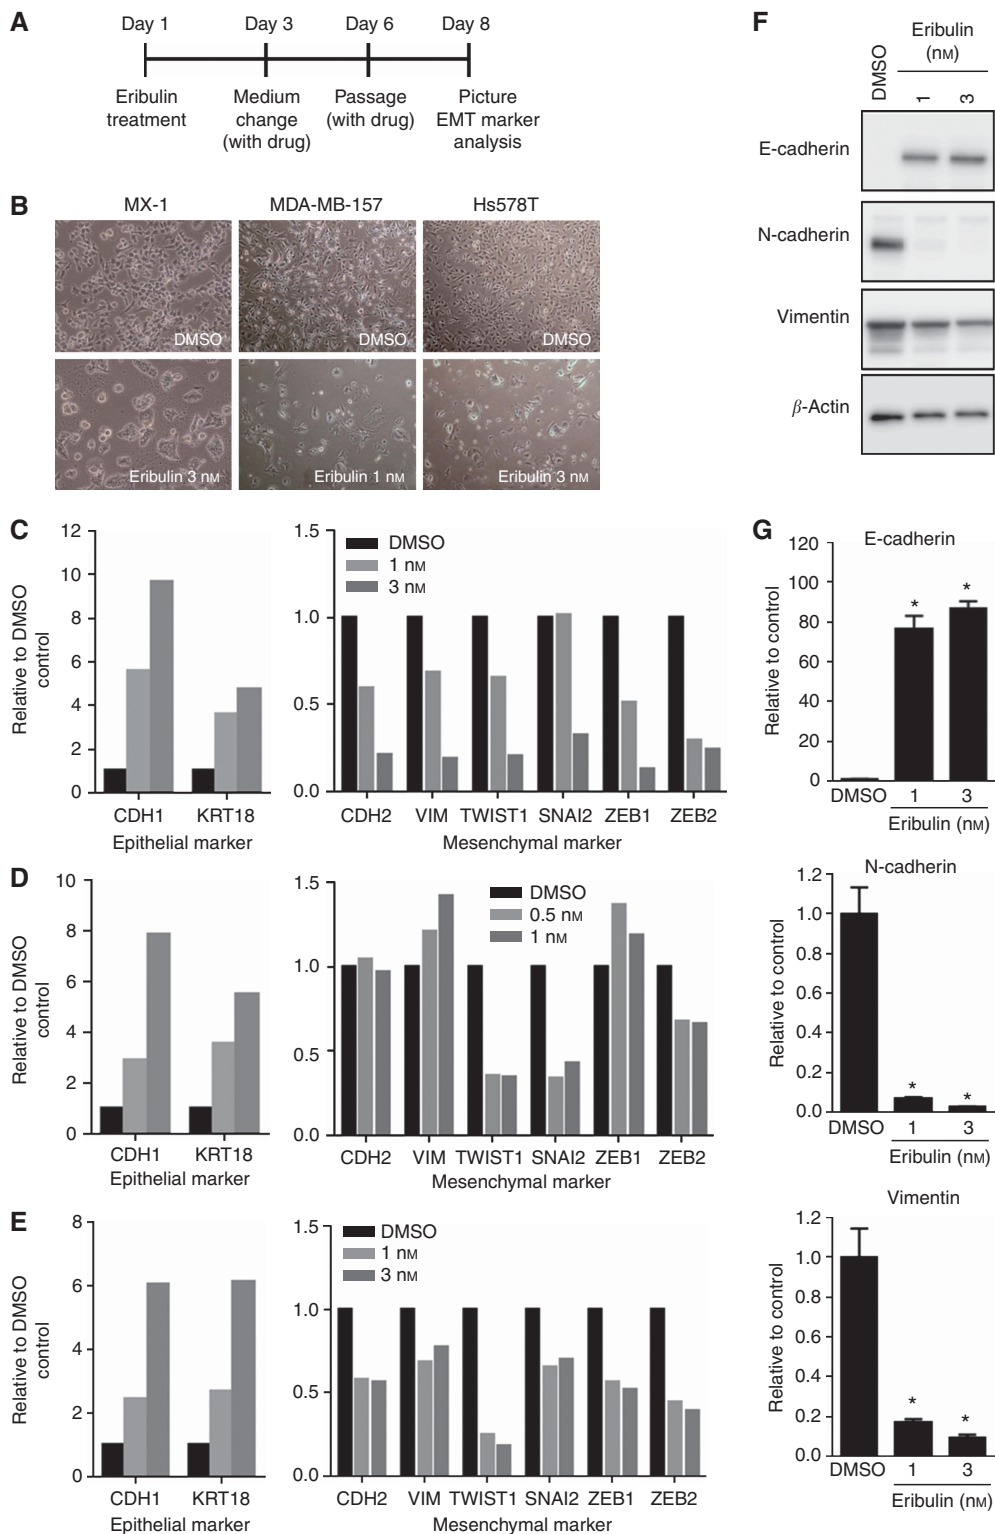 A
Day 1 Day 3 Day 6 Day 8
Eribulin treatment
Medium change (with drug)
Passage (with drug)
Picture EMT marker analysis
B
MX-1 MDA-MB-157 Hs578T
DMSO DMSO DMSO
Eribulin 3 nM Eribulin 1 nM Eribulin 3 nM
C
Relative to DMSO control
12
10
8
6
4
2
0
CDH1 KRT18
Epithelial marker
1.5
1.0
0.5
0.0
DMSO
1 nM
3 nM
CDH2 VIM TWIST1 SNAI2 ZEB1 ZEB2
Mesenchymal marker
D
Relative to DMSO control
10
8
6
4
2
0
CDH1 KRT18
Epithelial marker
1.5
1.0
0.5
0.0
DMSO
0.5 nM
1 nM
CDH2 VIM TWIST1 SNAI2 ZEB1 ZEB2
Mesenchymal marker
E
Relative to DMSO control
8
6
4
2
0
CDH1 KRT18
Epithelial marker
1.5
1.0
0.5
0.0
DMSO
1 nM
3 nM
CDH2 VIM TWIST1 SNAI2 ZEB1 ZEB2
Mesenchymal marker
F
DMSO
Eribulin
(nM)
1 3
E-cadherin
N-cadherin
Vimentin
β-Actin
G
E-cadherin
Relative to control
120
100
80
60
40
20
0
* *
DMSO 1 3
Eribulin (nM)
N-cadherin
Relative to control
1.2
1.0
0.8
0.6
0.4
0.2
0.0
* *
DMSO 1 3
Eribulin (nM)
Vimentin
Relative to control
1.2
1.0
0.8
0.6
0.4
0.2
0.0
* *
DMSO 1 3
Eribulin (nM)